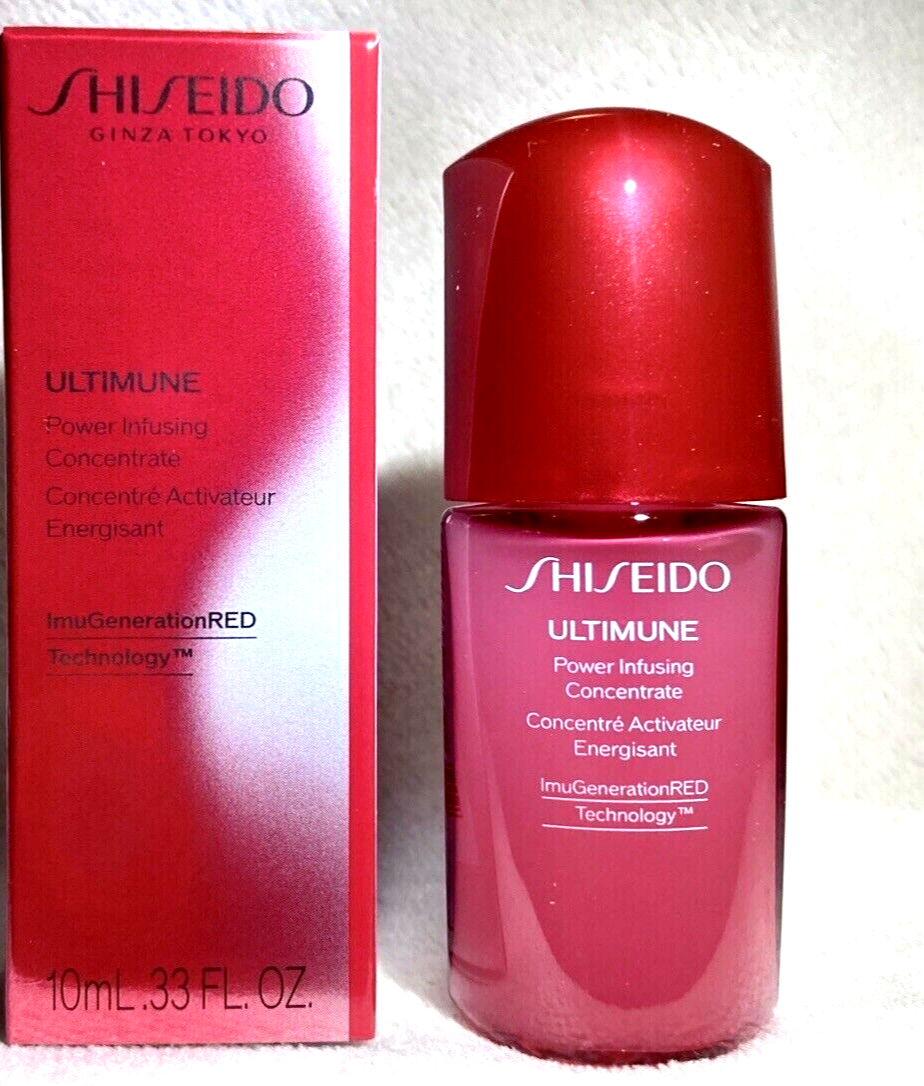 SHISEIDO
GINZA TOKYO
ULTIMUNE
Power Infusing
Concentrate
Concentré Activateur
Energisant
ImuGenerationRED
Technology™
10mL .33 FL. OZ.
SHISEIDO
ULTIMUNE
Power Infusing
Concentrate
Concentré Activateur
Energisant
ImuGenerationRED
Technology™